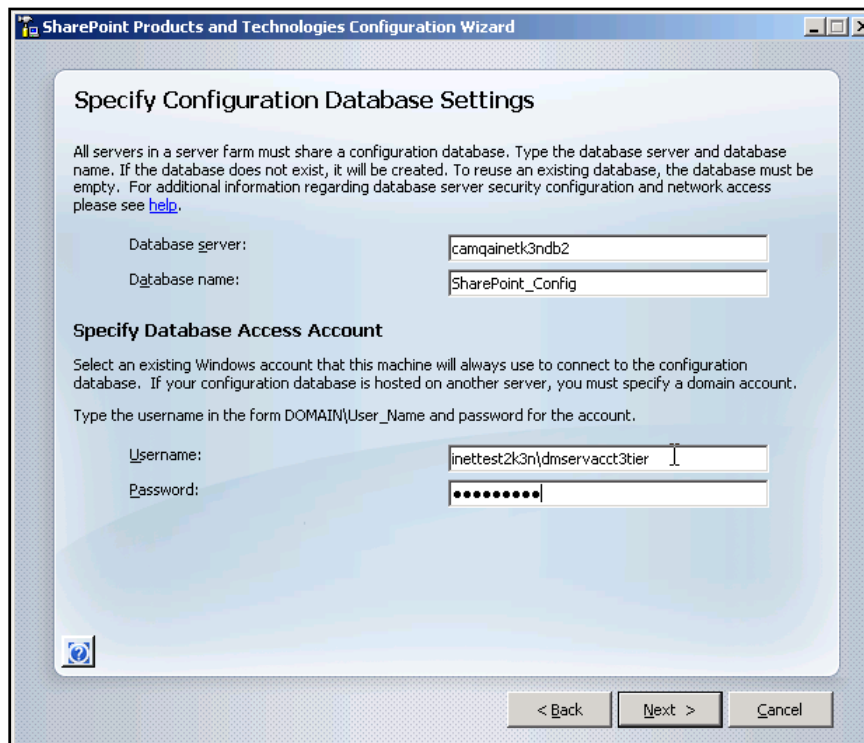 SharePoint Products and Technologies Configuration Wizard
Specify Configuration Database Settings
All servers in a server farm must share a configuration database. Type the database server and database
name. If the database does not exist, it will be created. To reuse an existing database, the database must be
empty. For additional information regarding database server security configuration and network access
please see help.
Database server:
camqainetk3ndb2
Database name:
SharePoint_Config
Specify Database Access Account
Select an existing Windows account that this machine will always use to connect to the configuration
database. If your configuration database is hosted on another server, you must specify a domain account.
Type the username in the form DOMAIN\User_Name and password for the account.
Username:
inettest2k3n\dmservacct3tier
Password:
●●●●●●●●●
< Back
Next >
Cancel